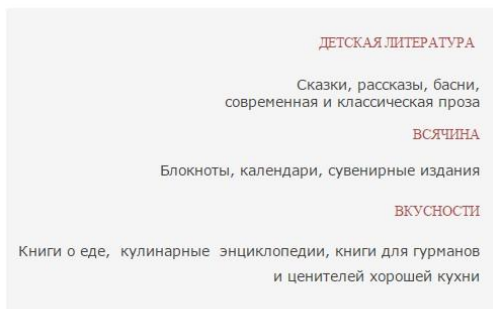 ДЕТСКАЯ ЛИТЕРАТУРА
Сказки, рассказы, басни,
современная и классическая проза
ВСЯЧИНА
Блокноты, календари, сувенирные издания
ВКУСНОСТИ
Книги о еде, кулинарные энциклопедии, книги для гурманов
и ценителей хорошей кухни